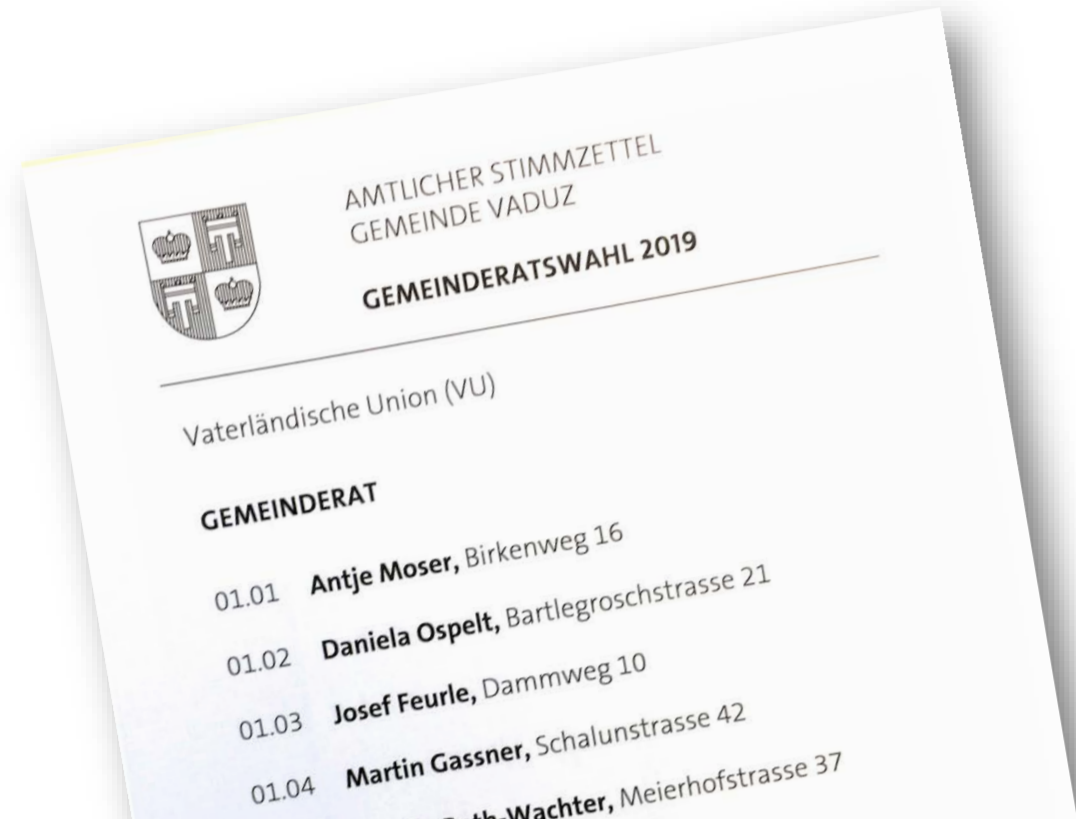 AMTLICHER STIMMZETTEL
GEMEINDE VADUZ
GEMEINDERATSWAHL 2019
Vaterländische Union (VU)
GEMEINDERAT
01.01 Antje Moser, Birkenweg 16
01.02 Daniela Ospelt, Bartlegroschstrasse 21
01.03 Josef Feurle, Dammweg 10
01.04 Martin Gassner, Schalunstrasse 42
Meierhofstrasse 37